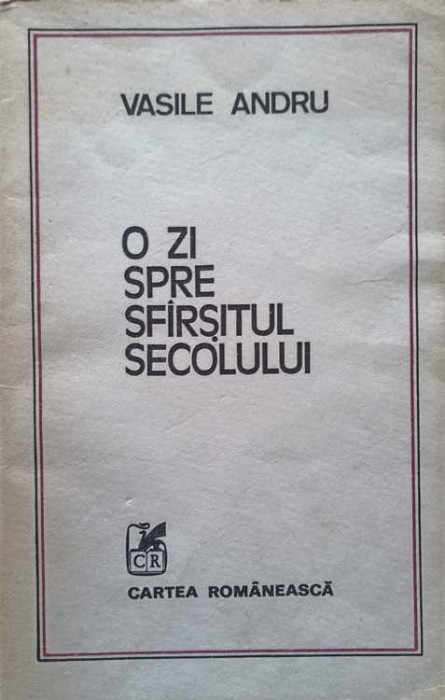 VASILE ANDRU
O ZI
SPRE
SFÎRȘITUL
SECOLULUI
CR
CARTEA ROMÂNEASCĂ